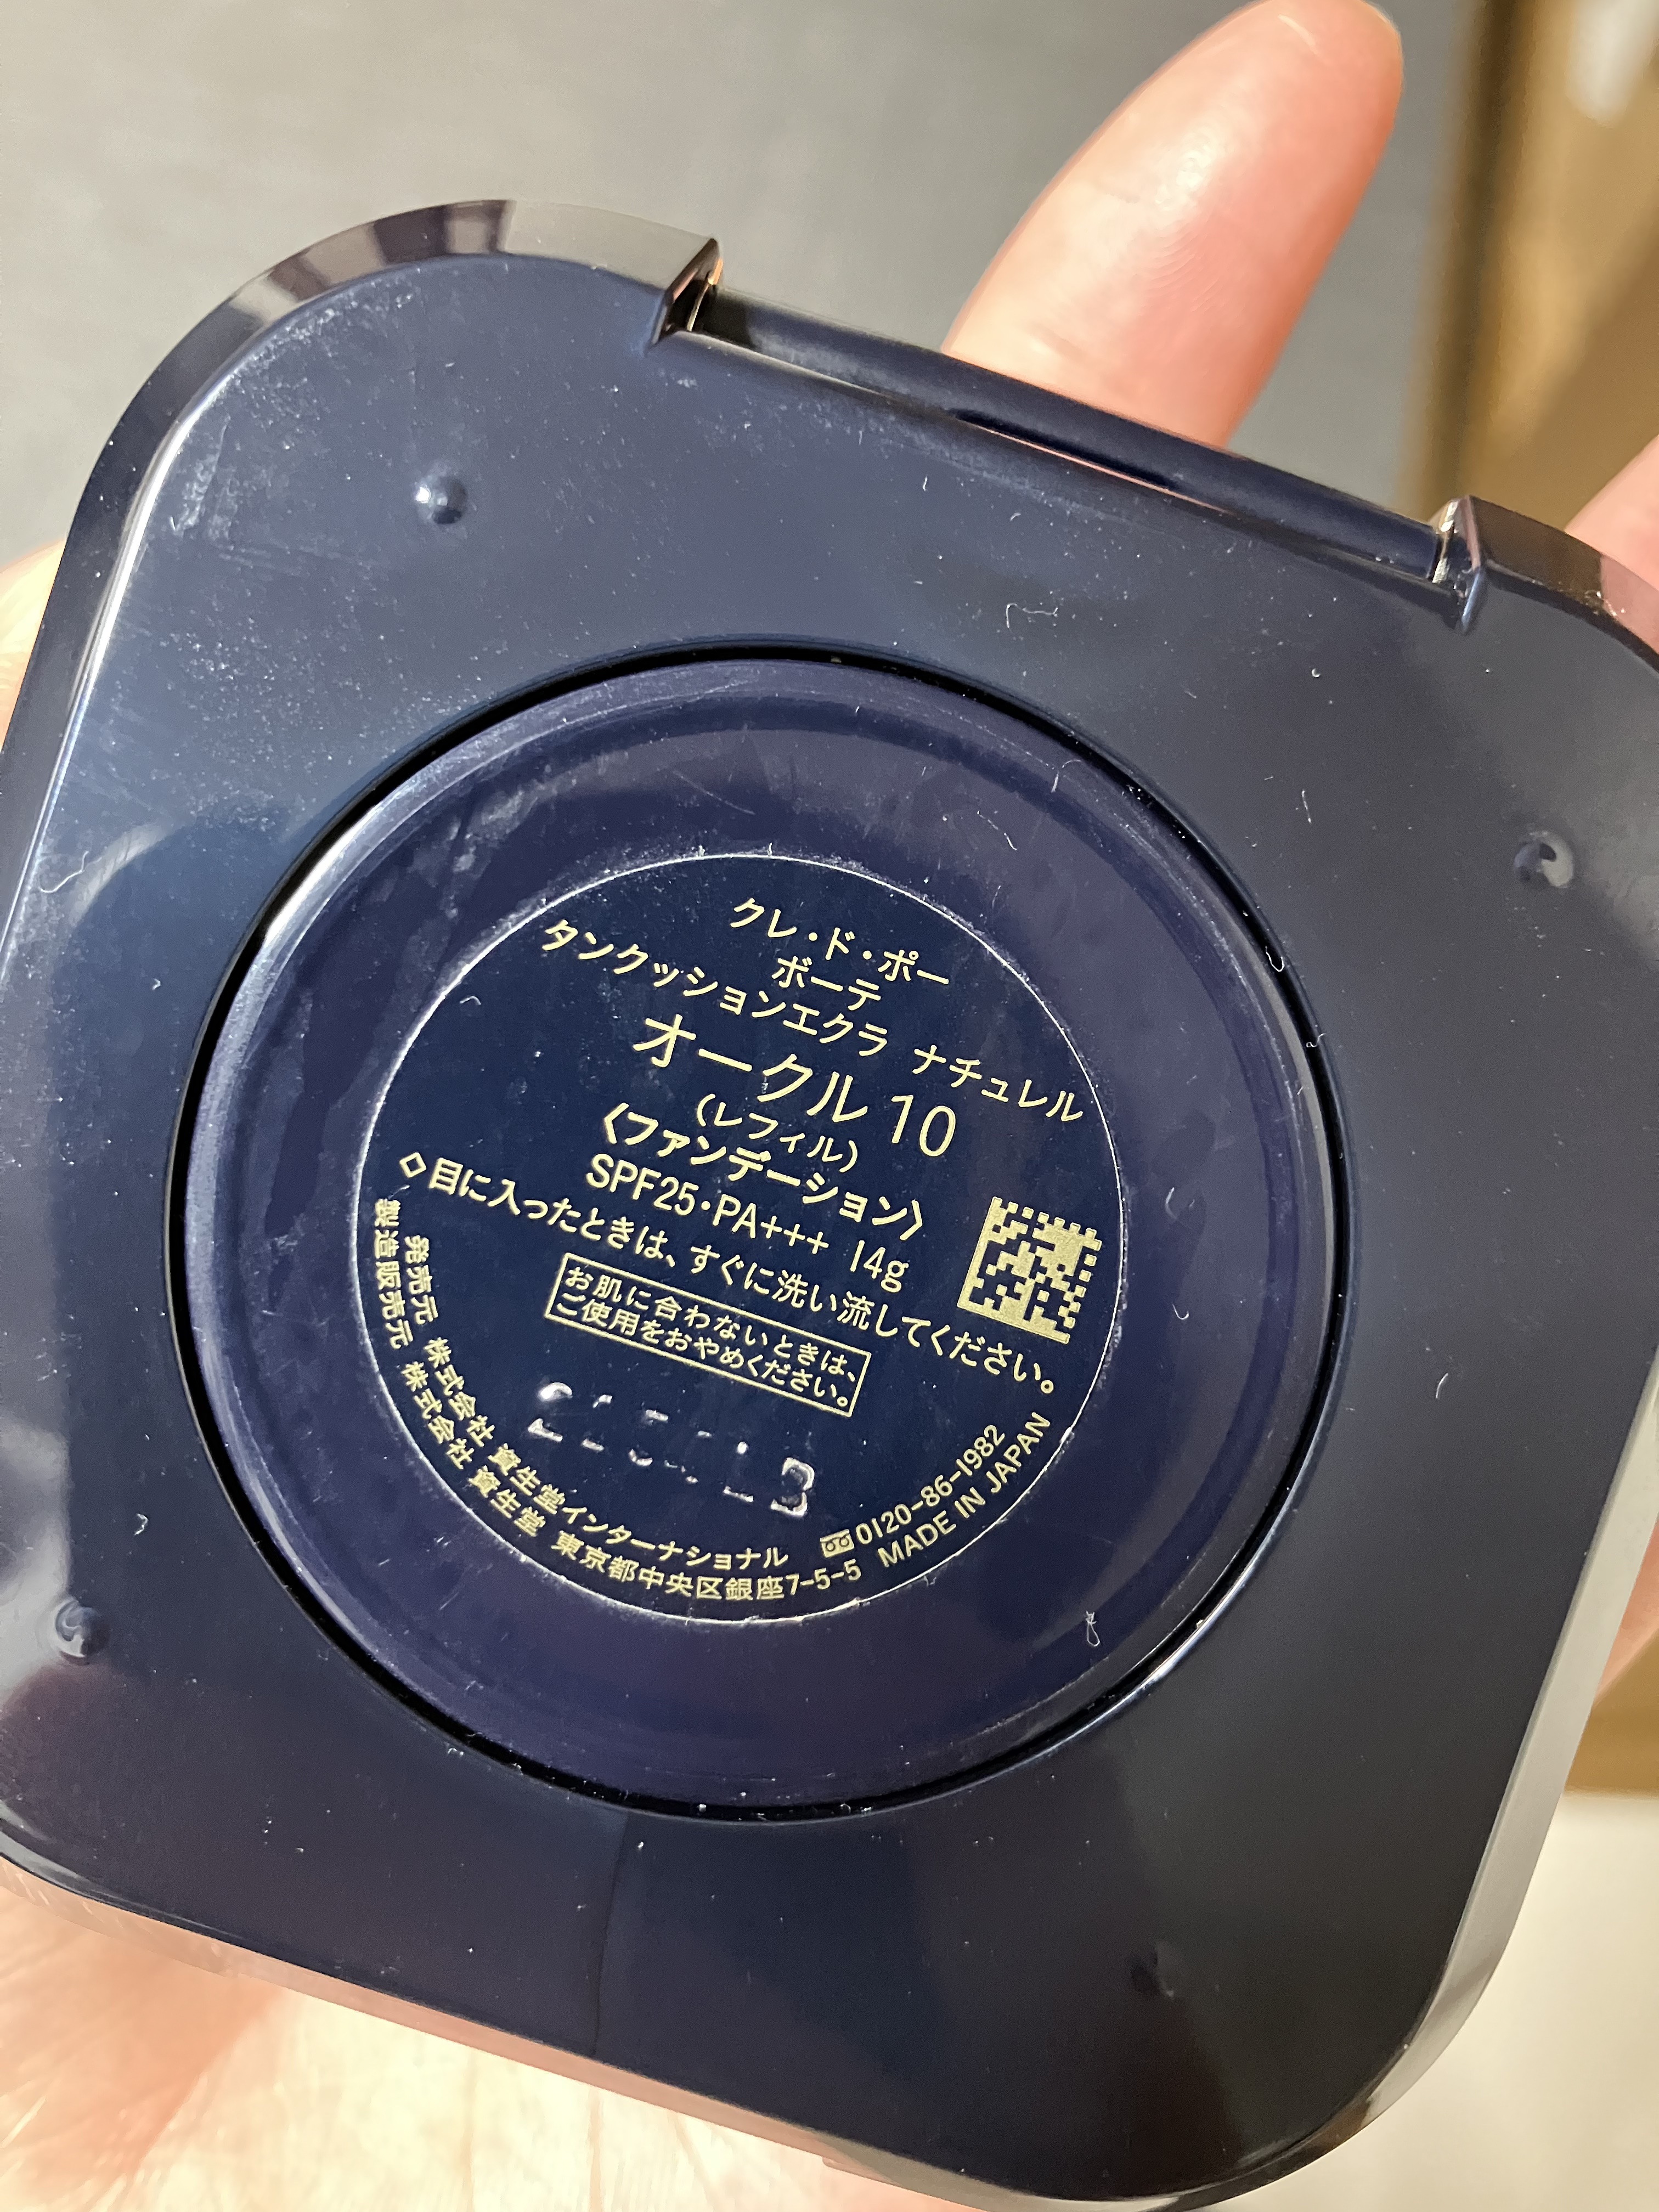 クレ・ド・ポー
ボーテ
タンクッションエクラ ナチュレル
オークル 10
(レフィル)
〈ファンデーション〉
SPF25・PA+++ 14g
◇目に入ったときは、すぐに洗い流してください。
お肌に合わないときは、
ご使用をおやめください。
発売元 株式会社 資生堂インターナショナル ☎0120-86-1982
製造販売元 株式会社 資生堂 東京都中央区銀座7-5-5 MADE IN JAPAN